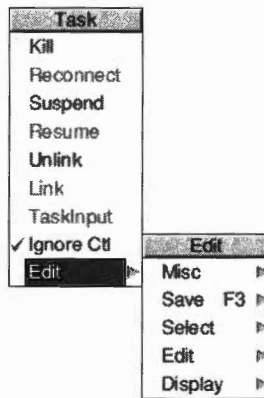 Task
Kill
Reconnect
Suspend
Resume
Unlink
Link
TaskInput
✓ Ignore Ctl
Edit
Edit
Misc
Save F3
Select
Edit
Display